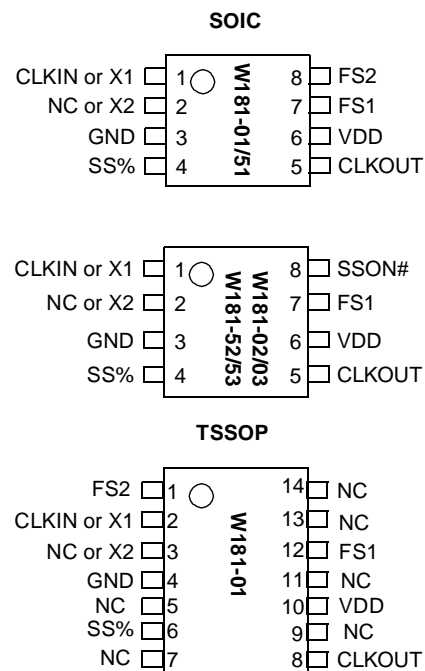 SOIC
CLKIN or X1 1 8 FS2
NC or X2 2 7 FS1
GND 3 6 VDD
SS% 4 5 CLKOUT
W181-01/51
CLKIN or X1 1 8 SSON#
NC or X2 2 7 FS1
GND 3 6 VDD
SS% 4 5 CLKOUT
W181-02/03
W181-52/53
TSSOP
FS2 1 14 NC
CLKIN or X1 2 13 NC
NC or X2 3 12 FS1
GND 4 11 NC
NC 5 10 VDD
SS% 6 9 NC
NC 7 8 CLKOUT
W181-01